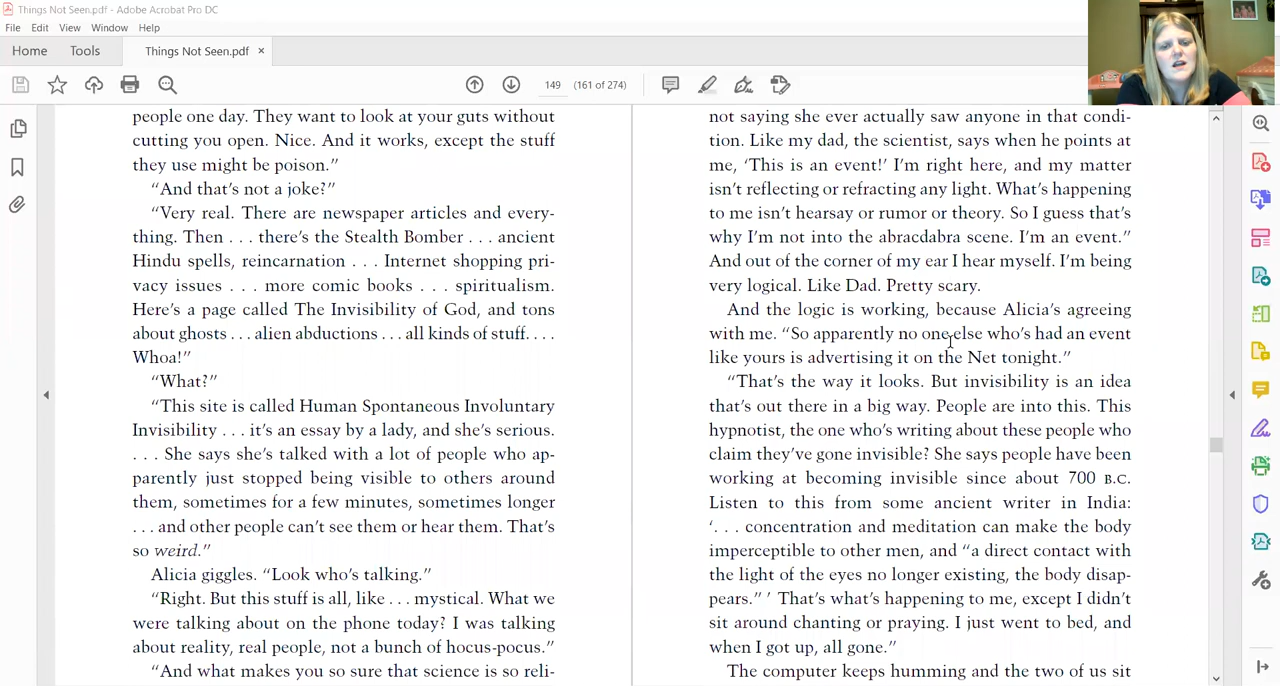 Things Not Seen.pdf - Adobe Acrobat Pro DC
File Edit View Window Help
Home Tools Things Not Seen.pdf ×
149 (161 of 274)
people one day. They want to look at your guts without
cutting you open. Nice. And it works, except the stuff
they use might be poison.”
“And that’s not a joke?”
“Very real. There are newspaper articles and every-
thing. Then . . . there’s the Stealth Bomber . . . ancient
Hindu spells, reincarnation . . . Internet shopping pri-
vacy issues . . . more comic books . . . spiritualism.
Here’s a page called The Invisibility of God, and tons
about ghosts . . . alien abductions . . . all kinds of stuff. . . .
Whoa!”
“What?”
“This site is called Human Spontaneous Involuntary
Invisibility . . . it’s an essay by a lady, and she’s serious.
. . . She says she’s talked with a lot of people who ap-
parently just stopped being visible to others around
them, sometimes for a few minutes, sometimes longer
. . . and other people can’t see them or hear them. That’s
so weird.”
Alicia giggles. “Look who’s talking.”
“Right. But this stuff is all, like . . . mystical. What we
were talking about on the phone today? I was talking
about reality, real people, not a bunch of hocus-pocus.”
“And what makes you so sure that science is so reli-
not saying she ever actually saw anyone in that condi-
tion. Like my dad, the scientist, says when he points at
me, ‘This is an event!’ I’m right here, and my matter
isn’t reflecting or refracting any light. What’s happening
to me isn’t hearsay or rumor or theory. So I guess that’s
why I’m not into the abracdabra scene. I’m an event.”
And out of the corner of my ear I hear myself. I’m being
very logical. Like Dad. Pretty scary.
And the logic is working, because Alicia’s agreeing
with me. “So apparently no one else who’s had an event
like yours is advertising it on the Net tonight.”
“That’s the way it looks. But invisibility is an idea
that’s out there in a big way. People are into this. This
hypnotist, the one who’s writing about these people who
claim they’ve gone invisible? She says people have been
working at becoming invisible since about 700 B.C.
Listen to this from some ancient writer in India:
‘. . . concentration and meditation can make the body
imperceptible to other men, and “a direct contact with
the light of the eyes no longer existing, the body disap-
pears.” ’ That’s what’s happening to me, except I didn’t
sit around chanting or praying. I just went to bed, and
when I got up, all gone.”
The computer keeps humming and the two of us sit